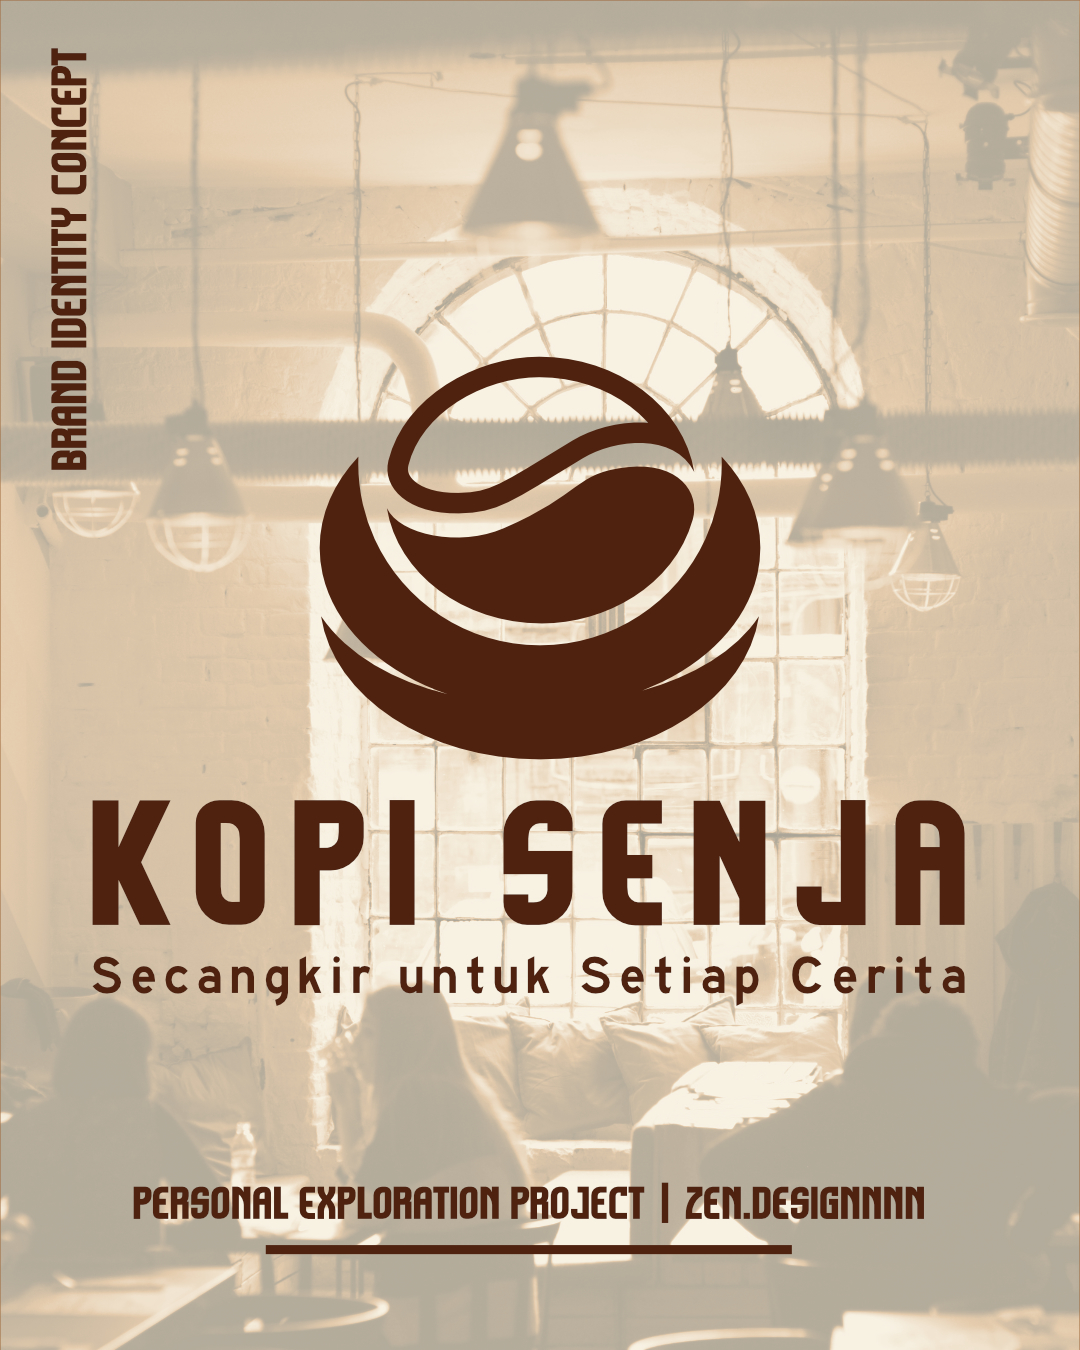 BRAND IDENTITY CONCEPT
KOPI SENJA
Secangkir untuk Setiap Cerita
PERSONAL EXPLORATION PROJECT | ZEN.DESIGNNNN